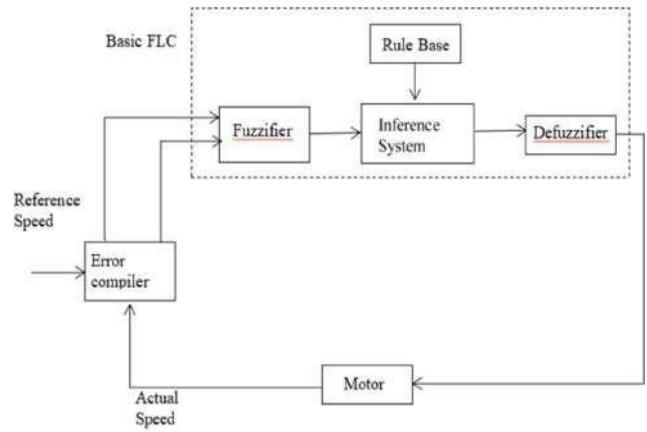 Basic FLC
Rule Base
Fuzzifier
Inference
System
Defuzzifier
Reference
Speed
Error
compiler
Motor
Actual
Speed